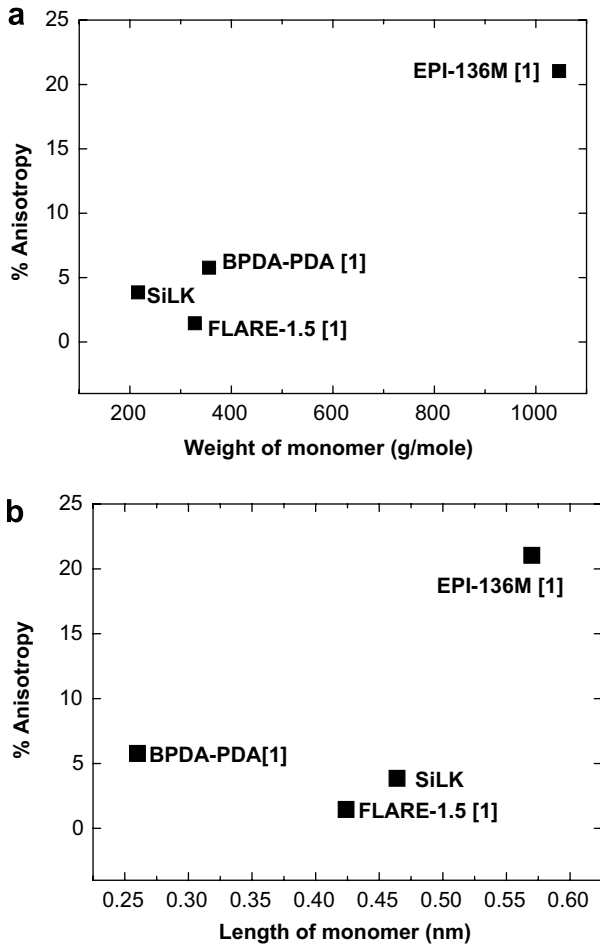 a
25
20
15
10
5
0
% Anisotropy
EPI-136M [1]
BPDA-PDA [1]
SiLK
FLARE-1.5 [1]
200 400 600 800 1000
Weight of monomer (g/mole)
b
25
20
15
10
5
0
% Anisotropy
EPI-136M [1]
BPDA-PDA[1]
SiLK
FLARE-1.5 [1]
0.25 0.30 0.35 0.40 0.45 0.50 0.55 0.60
Length of monomer (nm)